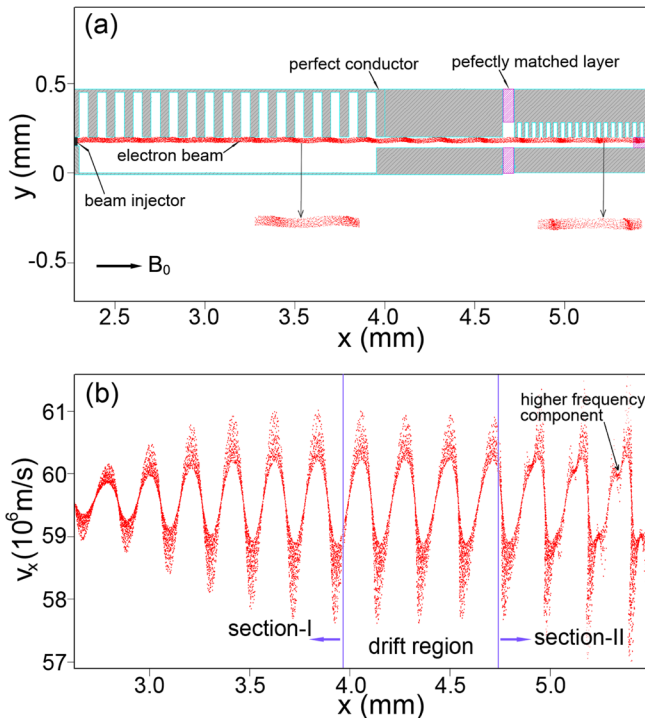 (a)
perfect conductor
pefectly matched layer
0.5
y (mm)
0
electron beam
beam injector
-0.5
B₀
2.5 3.0 3.5 4.0 4.5 5.0
x (mm)
(b)
higher frequency
component
61
60
vₓ(10⁶m/s)
59
58
section-I
drift region
section-II
57
3.0 3.5 4.0 4.5 5.0
x (mm)